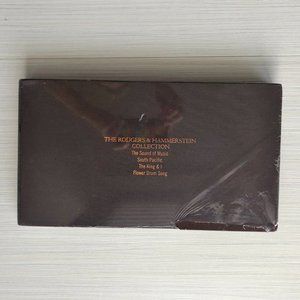 THE RODGERS & HAMMERSTEIN
COLLECTION
The Sound of Music
South Pacific
The King & I
Flower Drum Song